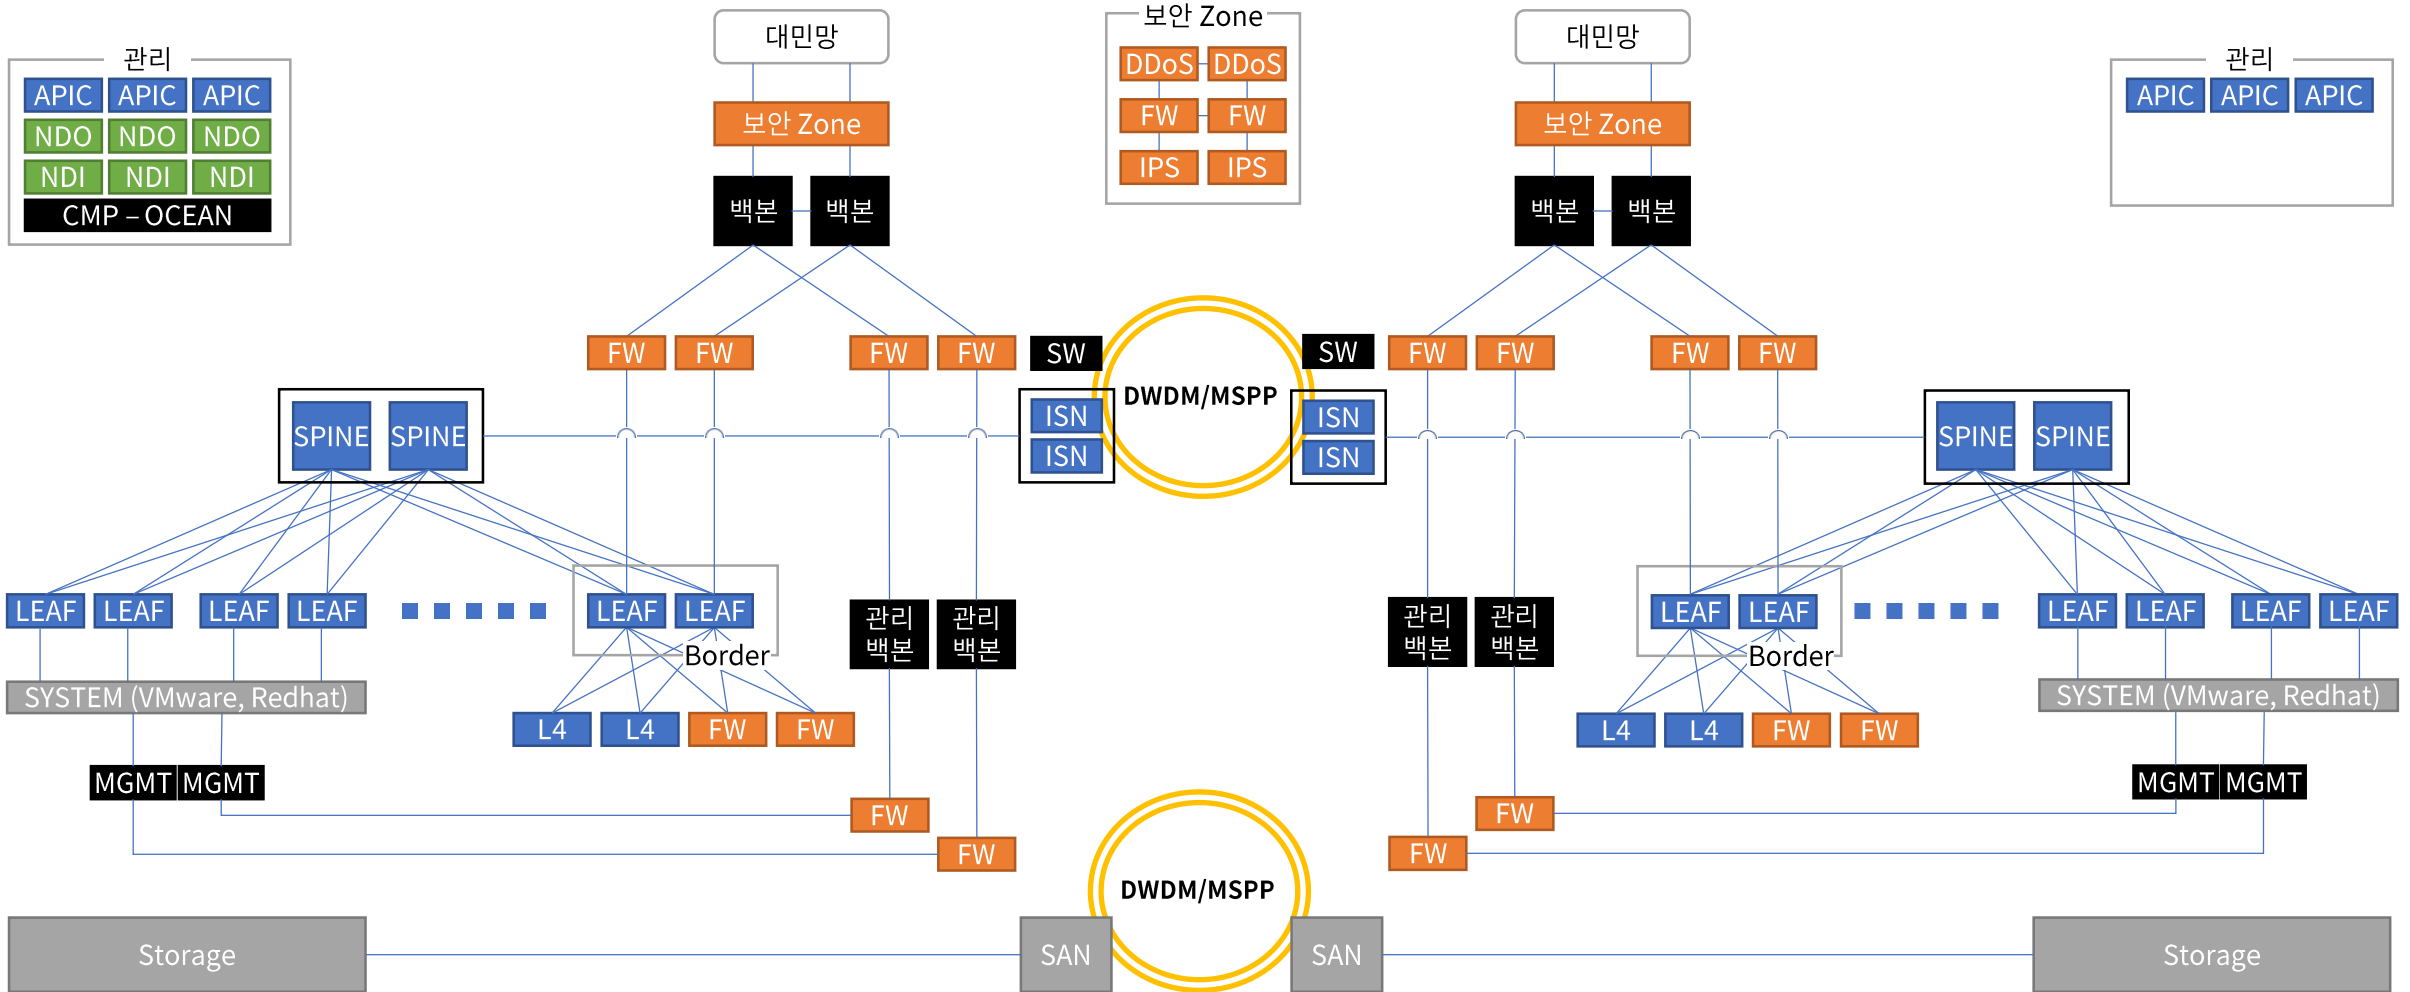 관리
APIC APIC APIC
NDO NDO NDO
NDI NDI NDI
CMP – OCEAN
대민망
보안 Zone
백본 백본
보안 Zone
DDoS DDoS
FW FW
IPS IPS
대민망
보안 Zone
백본 백본
관리
APIC APIC APIC
FW FW FW FW
SW
SW
FW FW FW FW
DWDM/MSPP
SPINE SPINE
ISN
ISN
ISN
ISN
SPINE SPINE
LEAF LEAF LEAF LEAF
LEAF LEAF
Border
관리
백본
관리
백본
관리
백본
관리
백본
LEAF LEAF
Border
LEAF LEAF LEAF LEAF
SYSTEM (VMware, Redhat)
L4 L4 FW FW
L4 L4 FW FW
SYSTEM (VMware, Redhat)
MGMT MGMT
FW
FW
FW
FW
MGMT MGMT
DWDM/MSPP
Storage
SAN
SAN
Storage